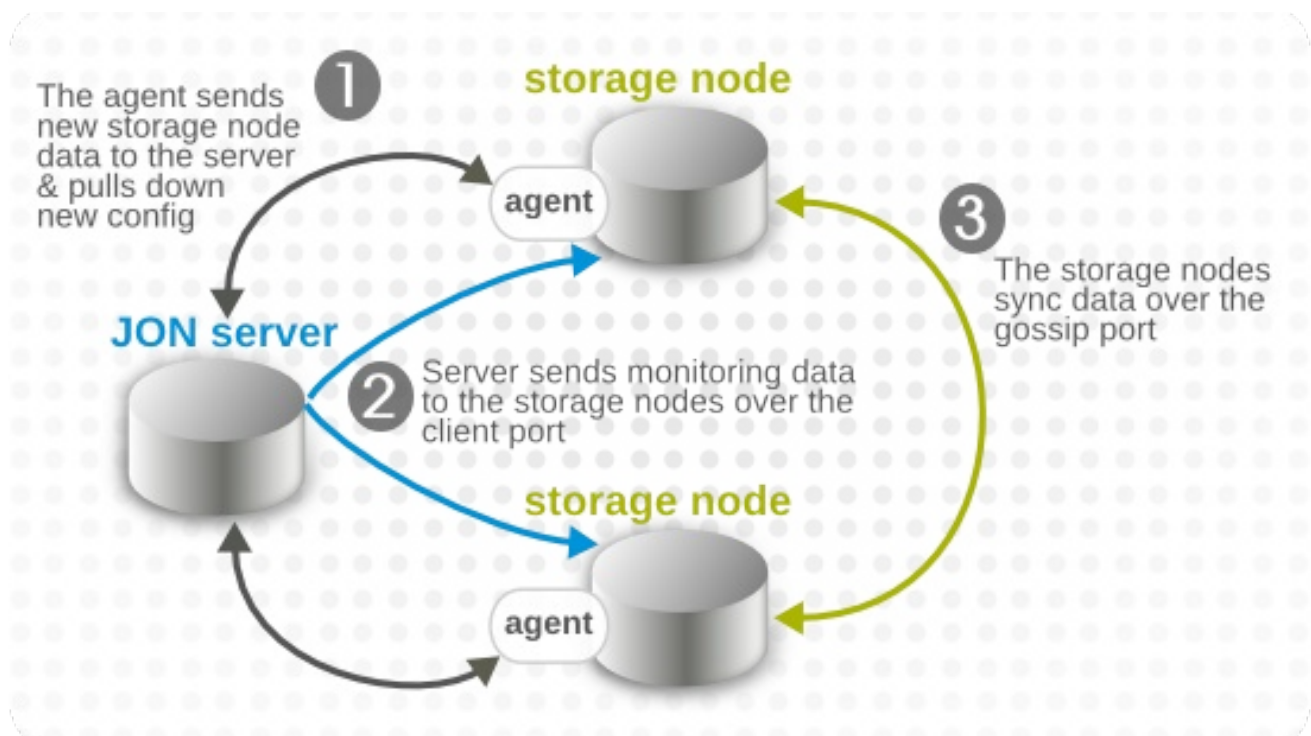 1
The agent sends
new storage node
data to the server
& pulls down
new config
storage node
agent
3
The storage nodes
sync data over the
gossip port
JON server
2
Server sends monitoring data
to the storage nodes over the
client port
storage node
agent